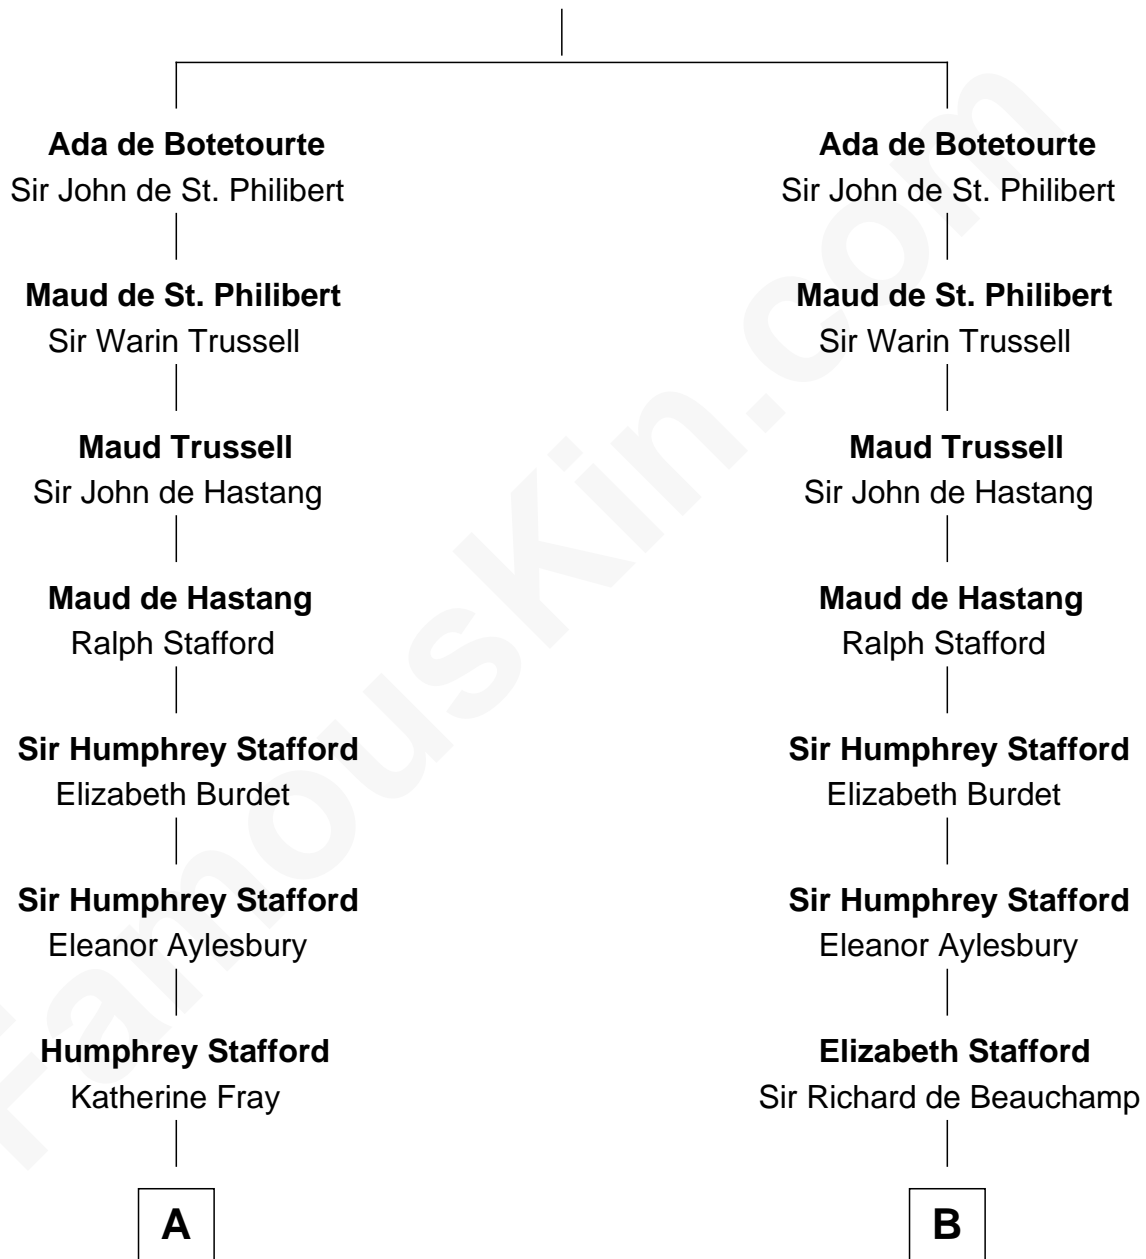 Ada de Botetourte
Sir John de St. Philibert
Maud de St. Philibert
Sir Warin Trussell
Maud Trussell
Sir John de Hastang
Maud de Hastang
Ralph Stafford
Sir Humphrey Stafford
Elizabeth Burdet
Sir Humphrey Stafford
Eleanor Aylesbury
Humphrey Stafford
Katherine Fray
A
Ada de Botetourte
Sir John de St. Philibert
Maud de St. Philibert
Sir Warin Trussell
Maud Trussell
Sir John de Hastang
Maud de Hastang
Ralph Stafford
Sir Humphrey Stafford
Elizabeth Burdet
Sir Humphrey Stafford
Eleanor Aylesbury
Elizabeth Stafford
Sir Richard de Beauchamp
B
FamousKin.com